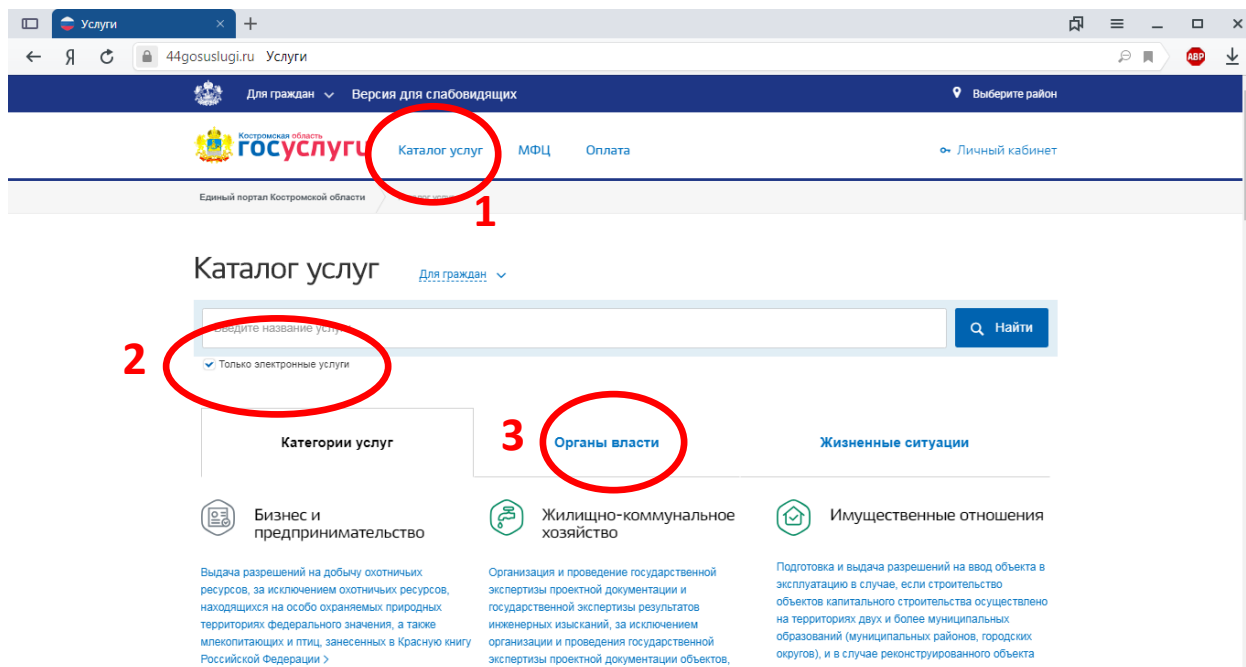 Услуги
44gosuslugi.ru Услуги
ABP
Для граждан Версия для слабовидящих Выберите район
Костромская область
госуслуги
Каталог услуг МФЦ Оплата Личный кабинет
Единый портал Костромской области Каталог услуг
1
Каталог услуг Для граждан
Введите название услуги Найти
2
Только электронные услуги
Категории услуг 3 Органы власти Жизненные ситуации
Бизнес и
предпринимательство
Выдача разрешений на добычу охотничьих
ресурсов, за исключением охотничьих ресурсов,
находящихся на особо охраняемых природных
территориях федерального значения, а также
млекопитающих и птиц, занесенных в Красную книгу
Российской Федерации >
Жилищно-коммунальное
хозяйство
Организация и проведение государственной
экспертизы проектной документации и
государственной экспертизы результатов
инженерных изысканий, за исключением
организации и проведения государственной
экспертизы проектной документации объектов,
Имущественные отношения
Подготовка и выдача разрешений на ввод объекта в
эксплуатацию в случае, если строительство
объектов капитального строительства осуществлено
на территориях двух и более муниципальных
образований (муниципальных районов, городских
округов), и в случае реконструированного объекта